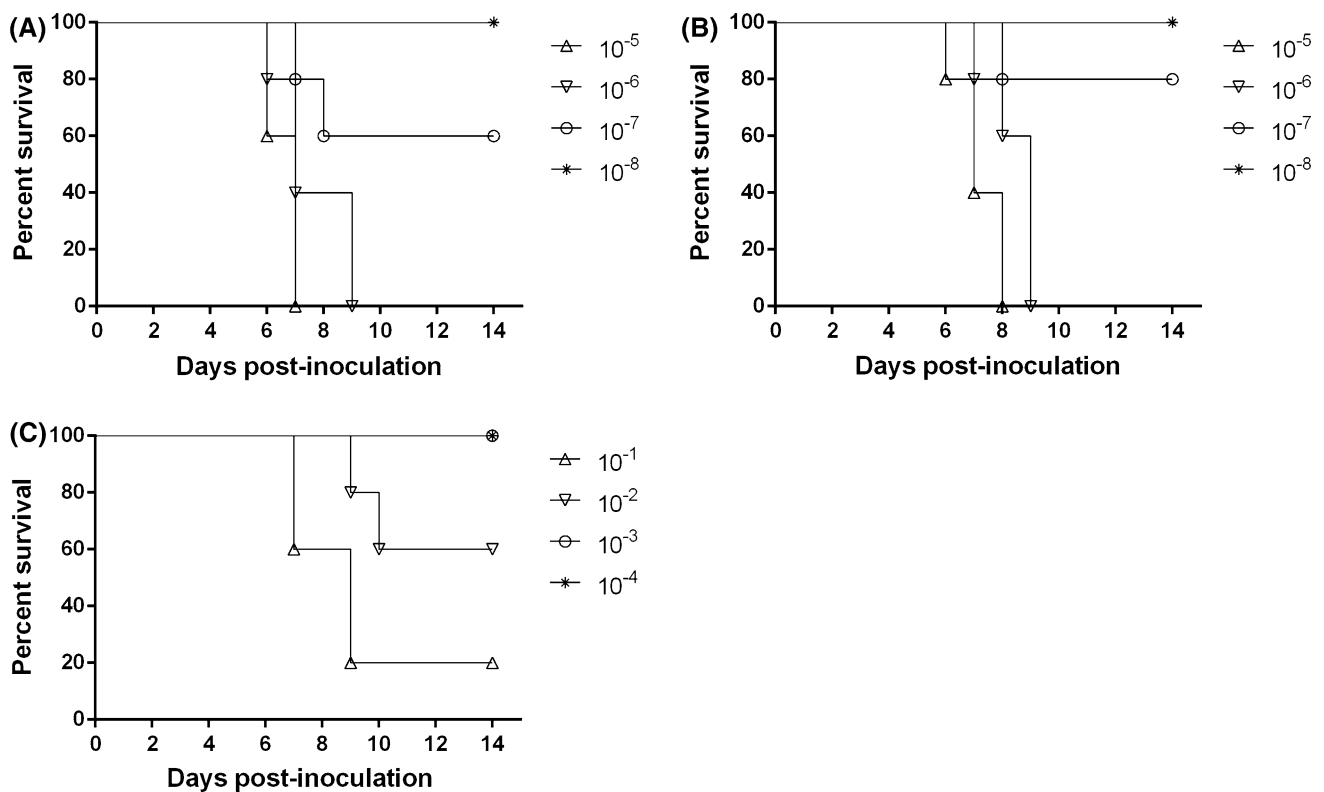 (A)
Percent survival
100
80
60
40
20
0
0 2 4 6 8 10 12 14
Days post-inoculation
10⁻⁵
10⁻⁶
10⁻⁷
10⁻⁸
(B)
Percent survival
100
80
60
40
20
0
0 2 4 6 8 10 12 14
Days post-inoculation
10⁻⁵
10⁻⁶
10⁻⁷
10⁻⁸
(C)
Percent survival
100
80
60
40
20
0
0 2 4 6 8 10 12 14
Days post-inoculation
10⁻¹
10⁻²
10⁻³
10⁻⁴